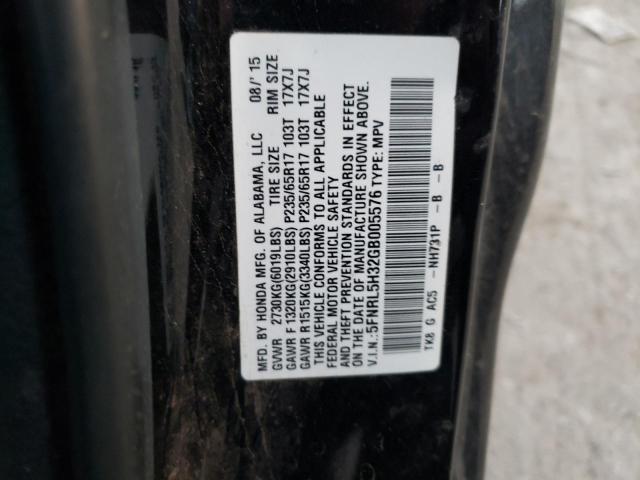 MFD. BY HONDA MFG. OF ALABAMA, LLC 08/'15
GVWR 2730KG(6019LBS) TIRE SIZE RIM SIZE
GAWR F 1320KG(2910LBS) P235/65R17 103T 17X7J
GAWR R1515KG(3340LBS) P235/65R17 103T 17X7J
THIS VEHICLE CONFORMS TO ALL APPLICABLE
FEDERAL MOTOR VEHICLE SAFETY
AND THEFT PREVENTION STANDARDS IN EFFECT
ON THE DATE OF MANUFACTURE SHOWN ABOVE.
V.I.N.:5FNRL5H32GB005576 TYPE: MPV
TK8 G AC5 -NH731P -B -B